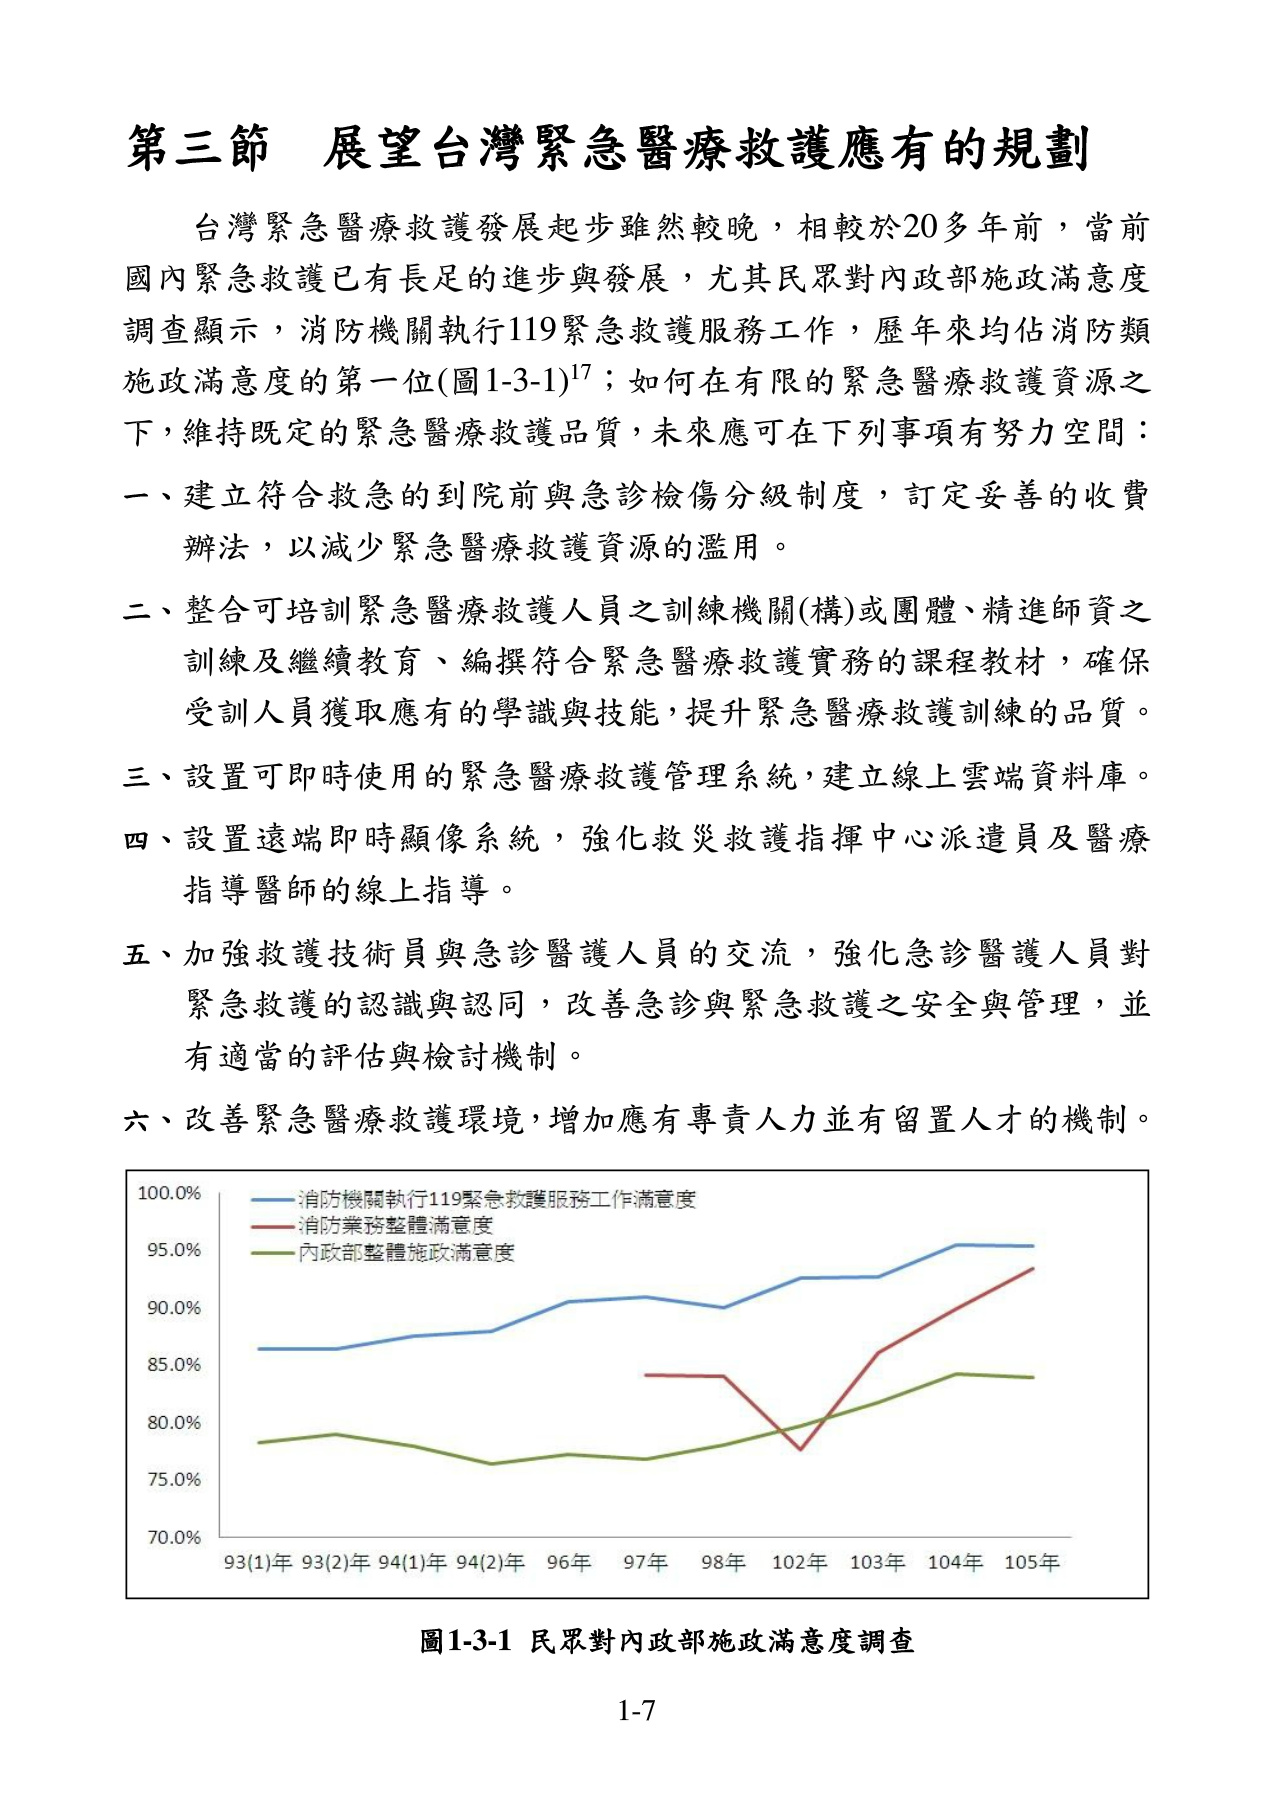 第三節　展望台灣緊急醫療救護應有的規劃
台灣緊急醫療救護發展起步雖然較晚，相較於20多年前，當前
國內緊急救護已有長足的進步與發展，尤其民眾對內政部施政滿意度
調查顯示，消防機關執行119緊急救護服務工作，歷年來均佔消防類
施政滿意度的第一位(圖1-3-1)17；如何在有限的緊急醫療救護資源之
下，維持既定的緊急醫療救護品質，未來應可在下列事項有努力空間：
一、建立符合救急的到院前與急診檢傷分級制度，訂定妥善的收費
辦法，以減少緊急醫療救護資源的濫用。
二、整合可培訓緊急醫療救護人員之訓練機關(構)或團體、精進師資之
訓練及繼續教育、編撰符合緊急醫療救護實務的課程教材，確保
受訓人員獲取應有的學識與技能，提升緊急醫療救護訓練的品質。
三、設置可即時使用的緊急醫療救護管理系統，建立線上雲端資料庫。
四、設置遠端即時顯像系統，強化救災救護指揮中心派遣員及醫療
指導醫師的線上指導。
五、加強救護技術員與急診醫護人員的交流，強化急診醫護人員對
緊急救護的認識與認同，改善急診與緊急救護之安全與管理，並
有適當的評估與檢討機制。
六、改善緊急醫療救護環境，增加應有專責人力並有留置人才的機制。
消防機關執行119緊急救護服務工作滿意度
消防業務整體滿意度
內政部整體施政滿意度
100.0%
95.0%
90.0%
85.0%
80.0%
75.0%
70.0%
93(1)年 93(2)年 94(1)年 94(2)年 96年 97年 98年 102年 103年 104年 105年
圖1-3-1 民眾對內政部施政滿意度調查
1-7